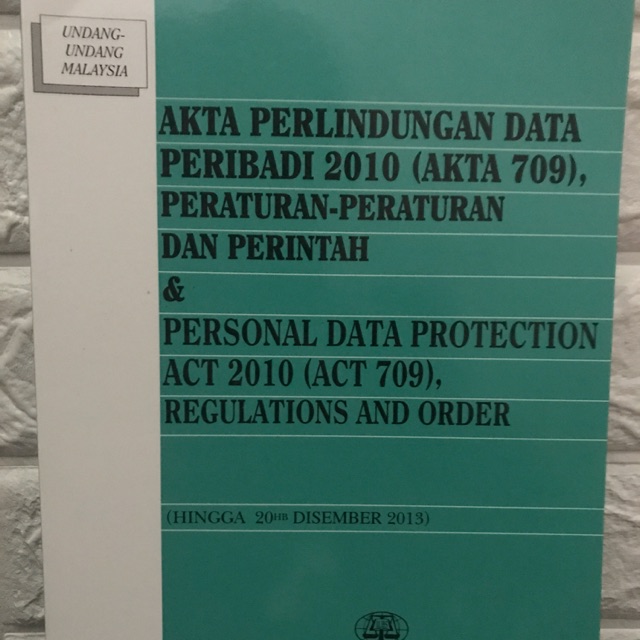 UNDANG-
UNDANG
MALAYSIA
AKTA PERLINDUNGAN DATA
PERIBADI 2010 (AKTA 709),
PERATURAN-PERATURAN
DAN PERINTAH
&
PERSONAL DATA PROTECTION
ACT 2010 (ACT 709),
REGULATIONS AND ORDER
(HINGGA 20HB DISEMBER 2013)